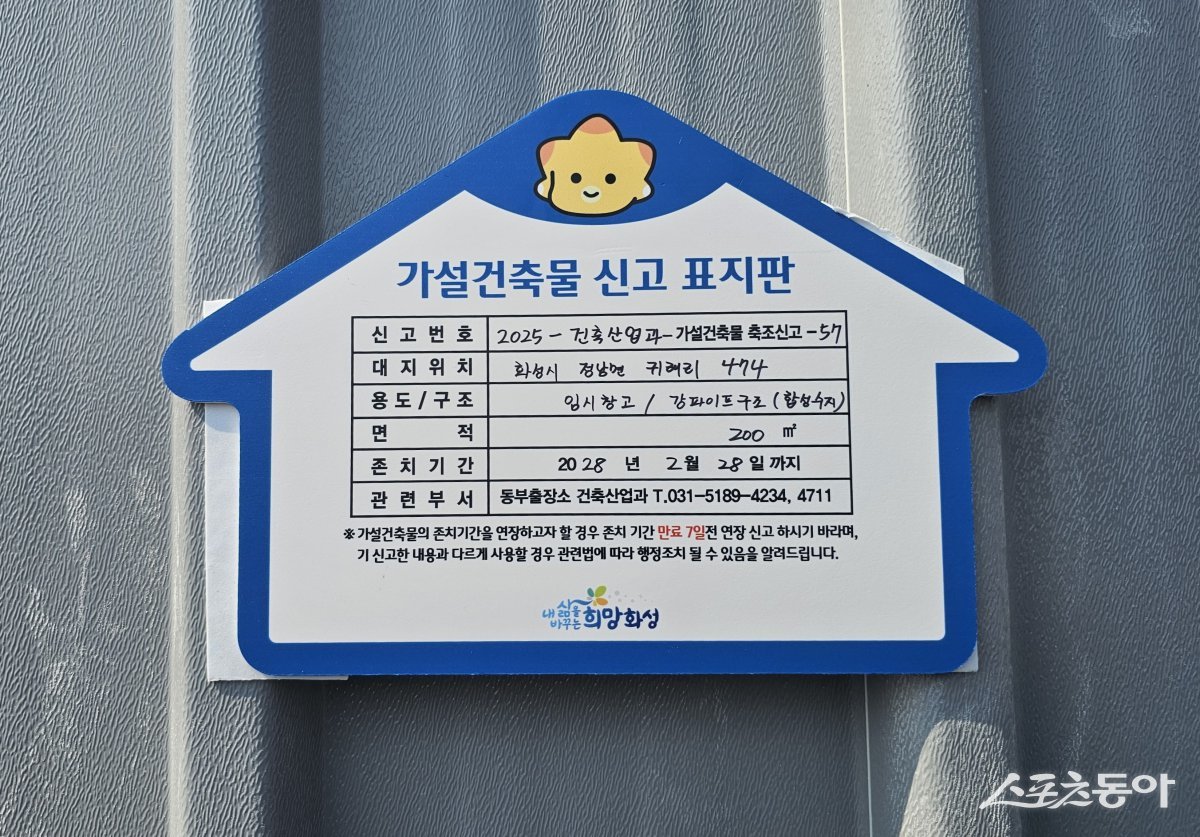 가설건축물 신고 표지판
신고번호 2025-건축산업과-가설건축물 축조신고-57
대지위치 화성시 정남면 귀래리 474
용도/구조 임시창고 / 강파이프구조(합성수지)
면 적 200 ㎡
존치기간 2028 년 2월 28일 까지
관련부서 동부출장소 건축산업과 T.031-5189-4234, 4711
※ 가설건축물의 존치기간을 연장하고자 할 경우 존치 기간 만료 7일전 연장 신고 하시기 바라며,
기 신고한 내용과 다르게 사용할 경우 관련법에 따라 행정조치 될 수 있음을 알려드립니다.
내 삶을 바꾸는 희망화성
스포츠동아